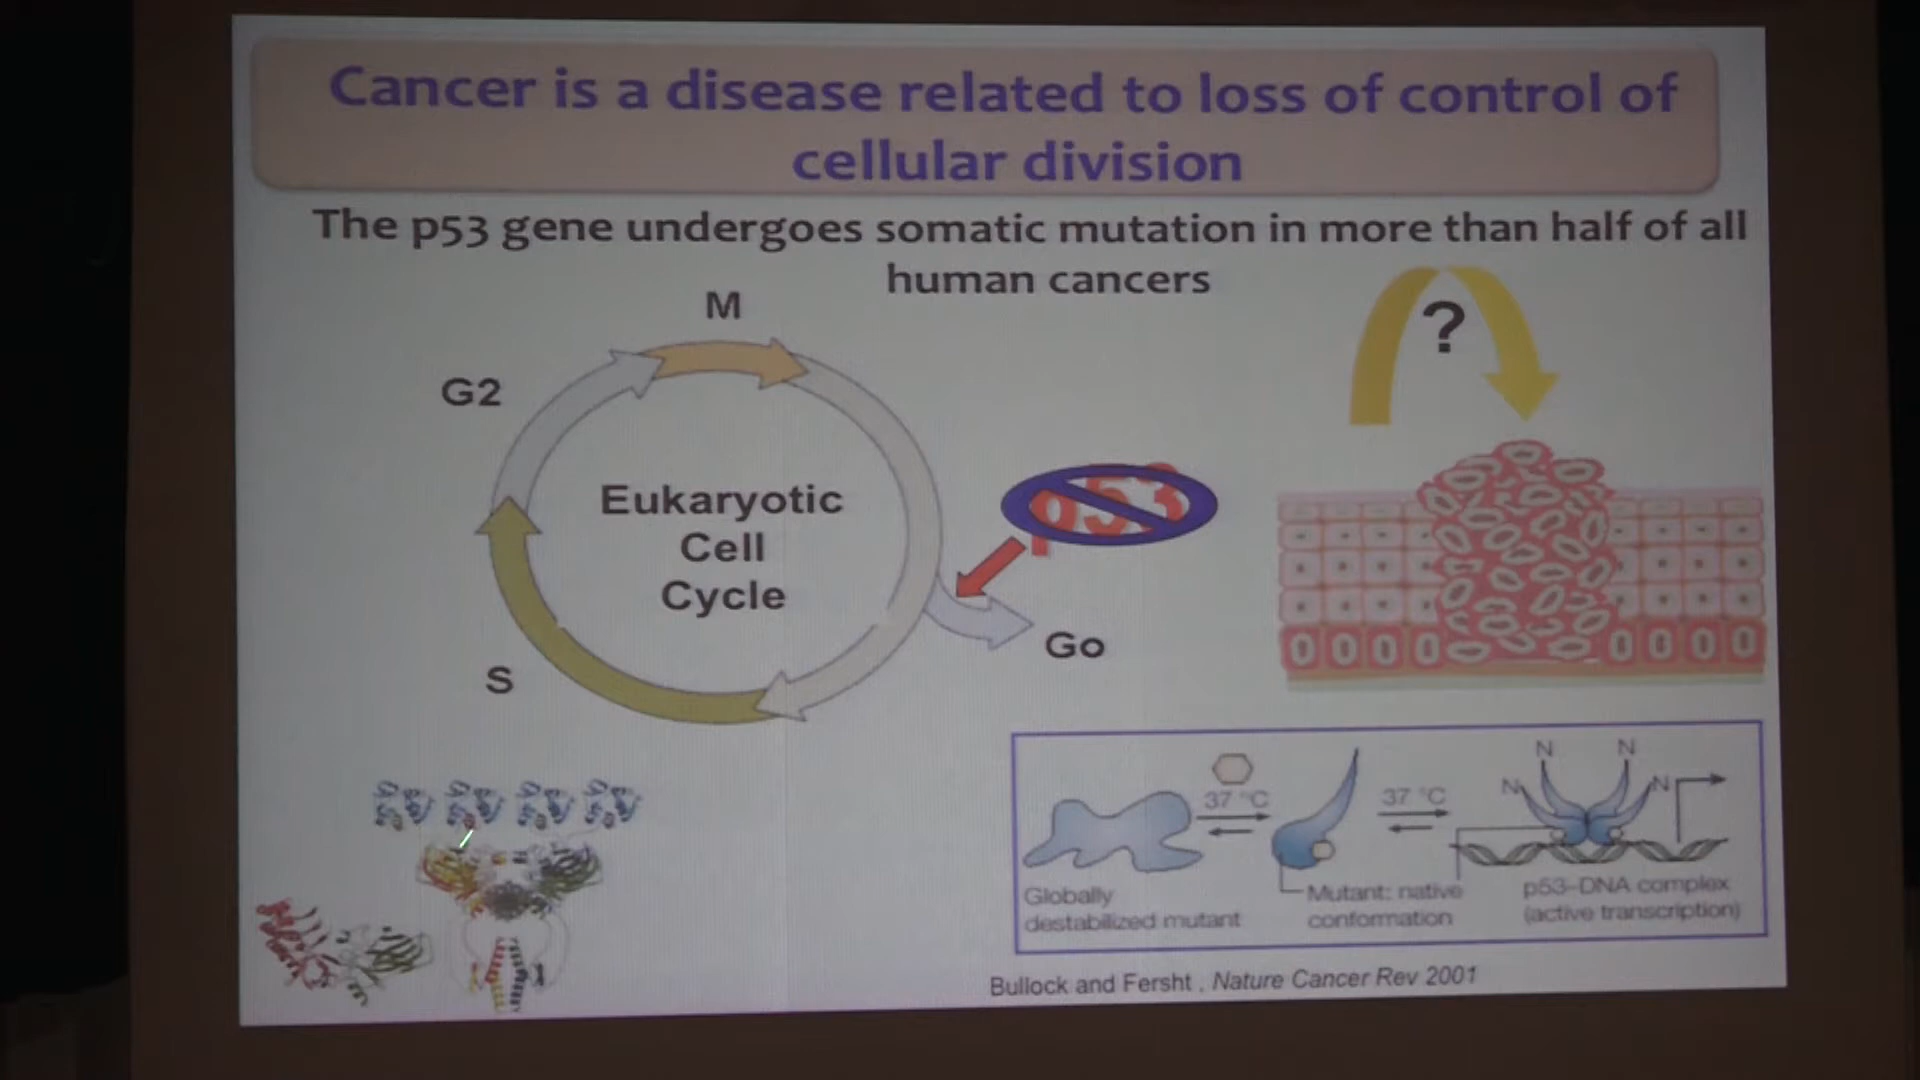 Cancer is a disease related to loss of control of
cellular division
The p53 gene undergoes somatic mutation in more than half of all
human cancers
M
G2
?
Eukaryotic
Cell
Cycle
p53
Go
S
N N
N N
37 °C
37 °C
Globally
destabilized mutant
Mutant: native
conformation
p53–DNA complex
(active transcription)
Bullock and Fersht , Nature Cancer Rev 2001